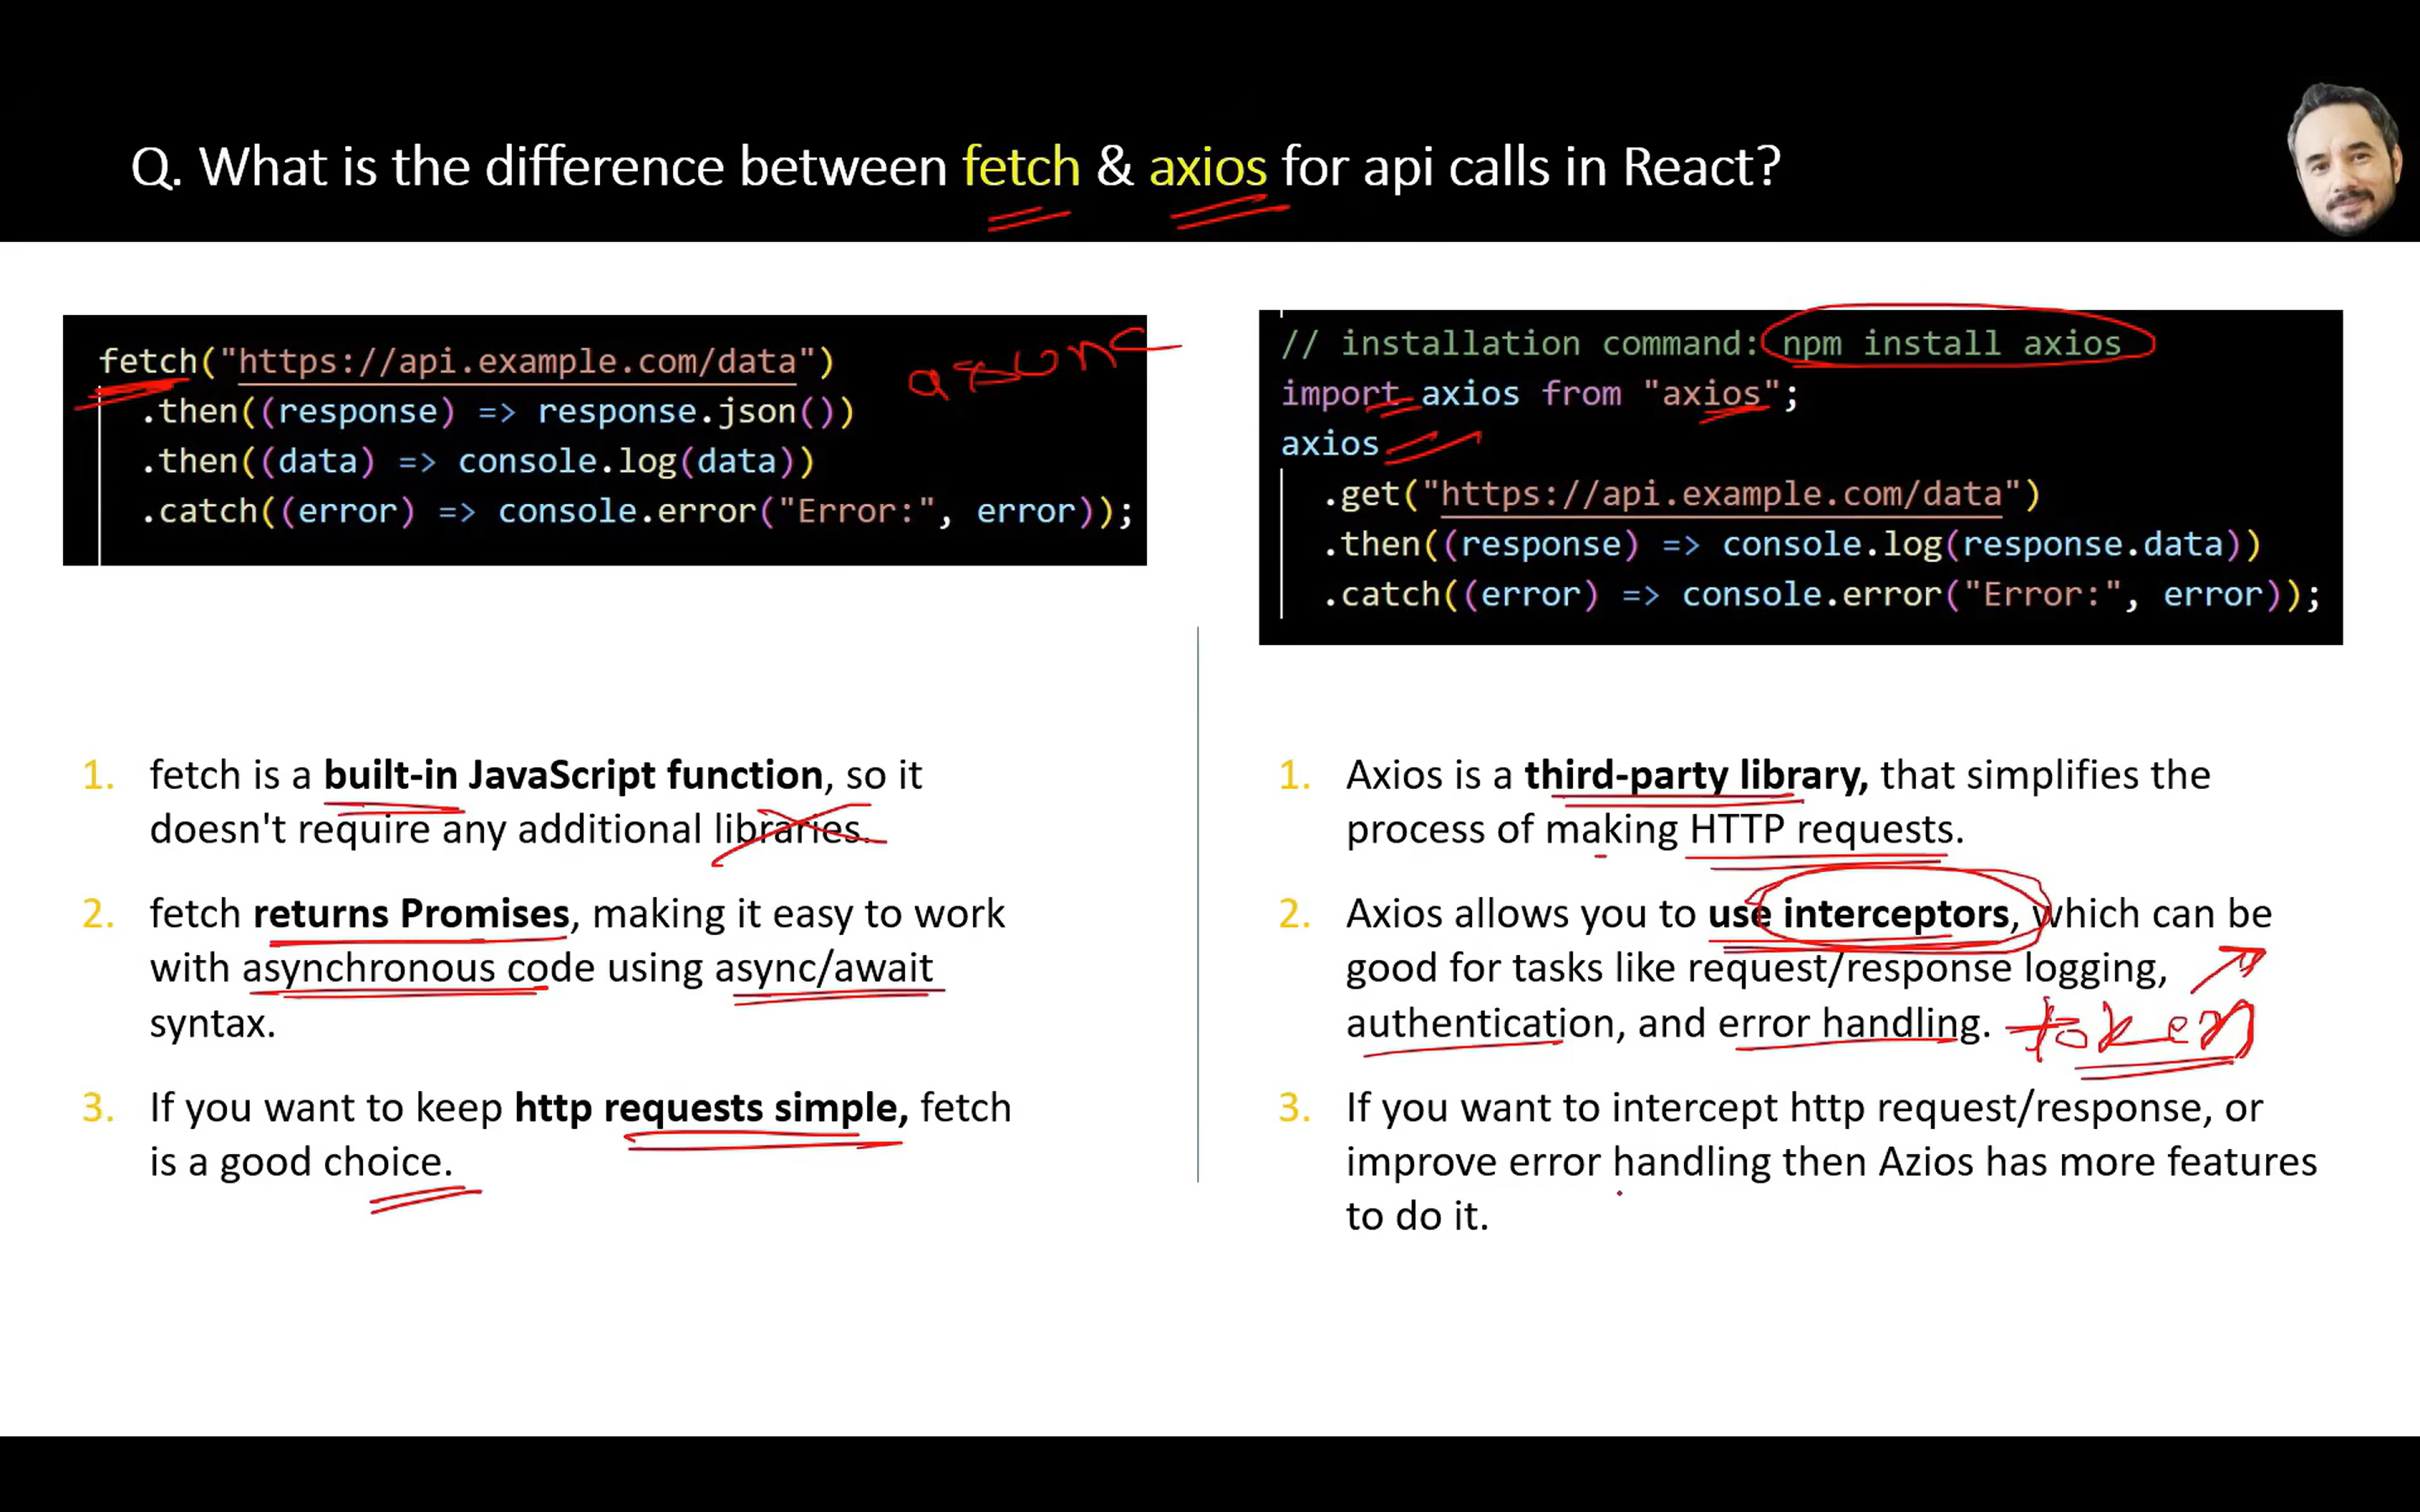 Q. What is the difference between fetch & axios for api calls in React?
fetch("https://api.example.com/data")
async
.then((response) => response.json())
.then((data) => console.log(data))
.catch((error) => console.error("Error:", error));
// installation command: npm install axios
import axios from "axios";
axios
.get("https://api.example.com/data")
.then((response) => console.log(response.data))
.catch((error) => console.error("Error:", error));
1. fetch is a built-in JavaScript function, so it
doesn't require any additional libraries.
2. fetch returns Promises, making it easy to work
with asynchronous code using async/await
syntax.
3. If you want to keep http requests simple, fetch
is a good choice.
1. Axios is a third-party library, that simplifies the
process of making HTTP requests.
2. Axios allows you to use interceptors, which can be
good for tasks like request/response logging,
authentication, and error handling.
token
3. If you want to intercept http request/response, or
improve error handling then Azios has more features
to do it.